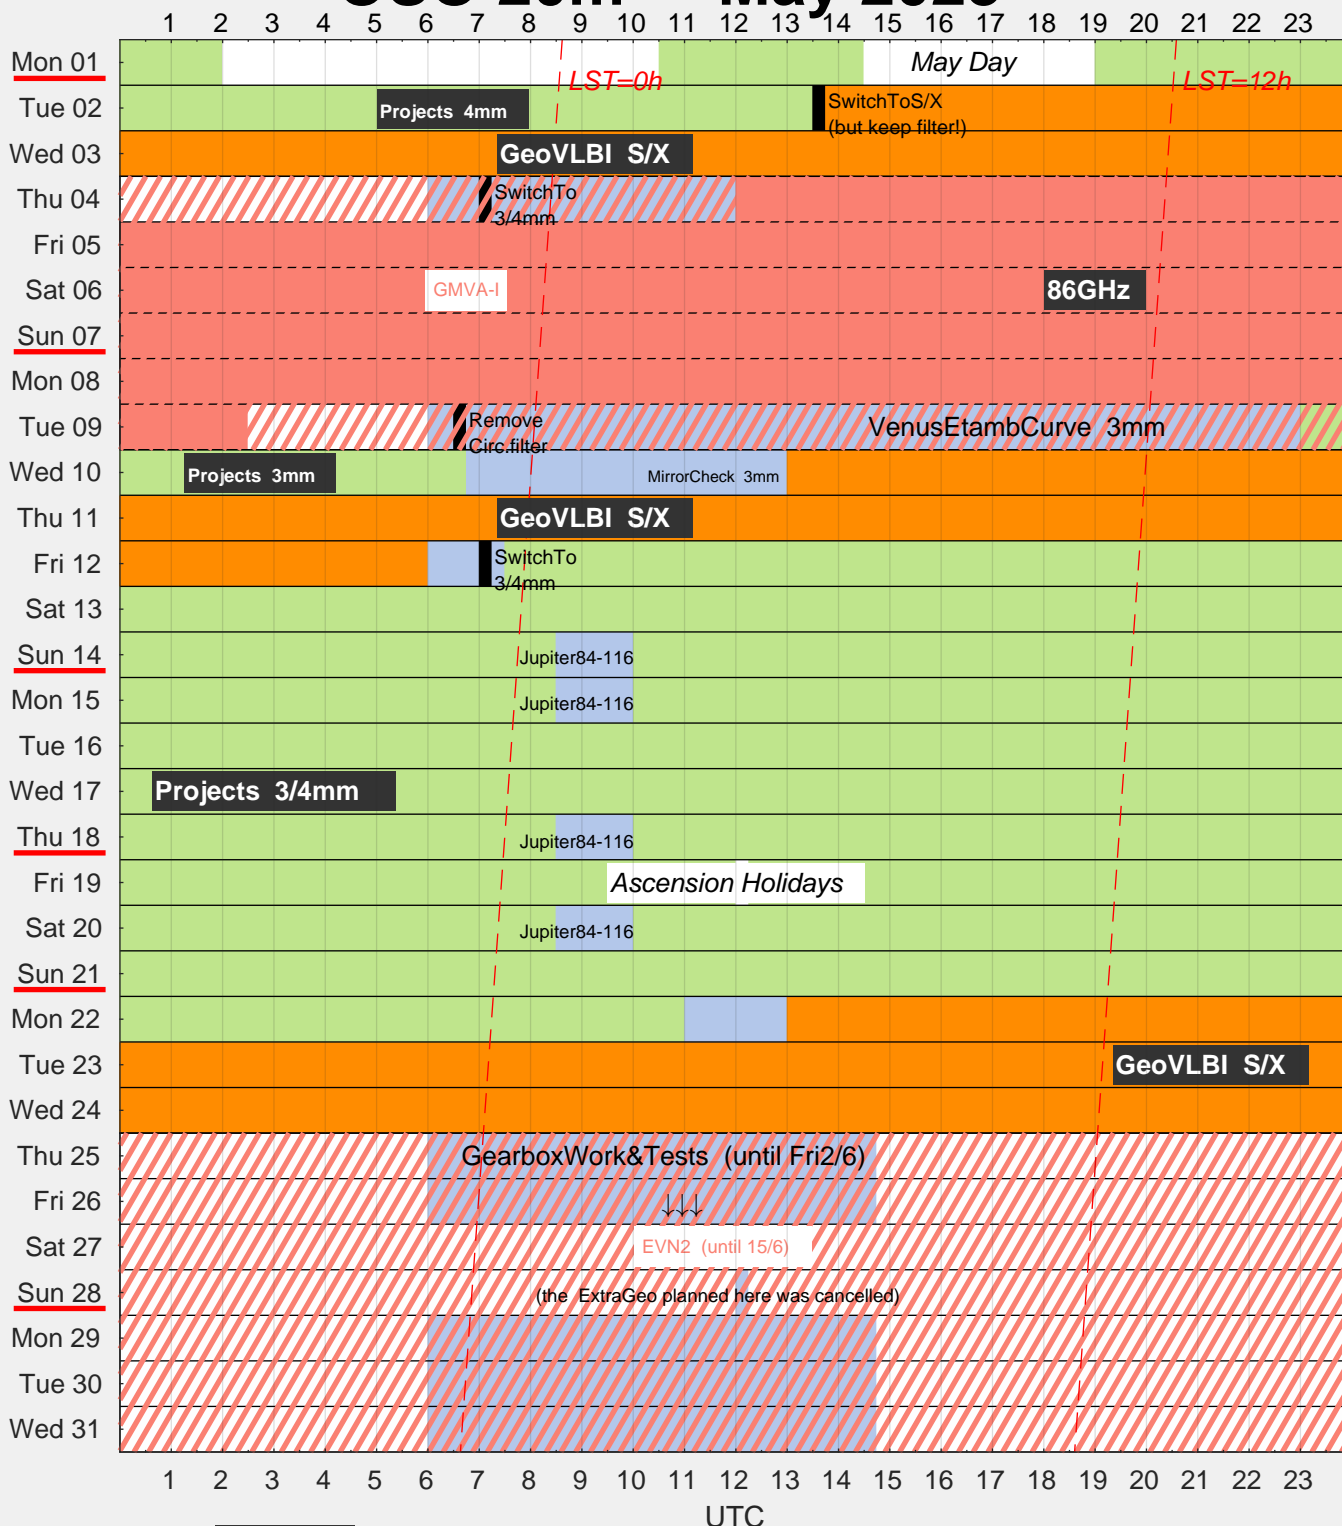 1 2 3 4 5 6 7 8 9 10 11 12 13 14 15 16 17 18 19 20 21 22 23
Mon 01 May Day
LST=0h LST=12h
Tue 02 Projects 4mm SwitchToS/X
(but keep filter!)
Wed 03 GeoVLBI S/X
Thu 04 SwitchTo
3/4mm
Fri 05
Sat 06 GMVA-I 86GHz
Sun 07
Mon 08
Tue 09 Remove VenusEtambCurve 3mm
Circ.filter
Wed 10 Projects 3mm MirrorCheck 3mm
Thu 11 GeoVLBI S/X
Fri 12 SwitchTo
3/4mm
Sat 13
Sun 14 Jupiter84-116
Mon 15 Jupiter84-116
Tue 16
Wed 17 Projects 3/4mm
Thu 18 Jupiter84-116
Fri 19 Ascension Holidays
Sat 20 Jupiter84-116
Sun 21
Mon 22
Tue 23 GeoVLBI S/X
Wed 24
Thu 25 GearboxWork&Tests (until Fri2/6)
Fri 26 ↓↓↓
Sat 27 EVN2 (until 15/6)
Sun 28 (the ExtraGeo planned here was cancelled)
Mon 29
Tue 30
Wed 31
1 2 3 4 5 6 7 8 9 10 11 12 13 14 15 16 17 18 19 20 21 22 23
UTC